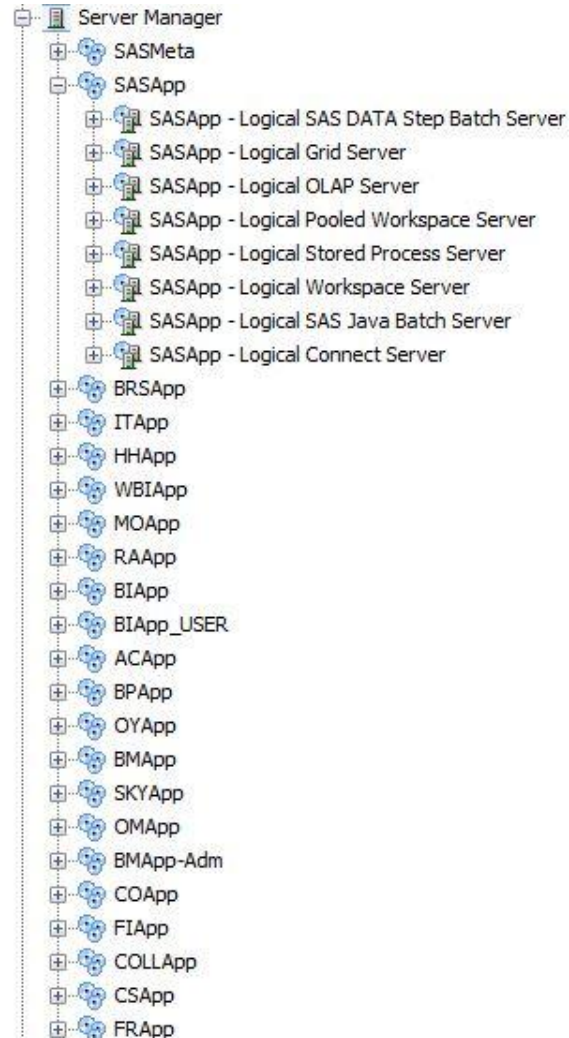 Server Manager
SASMeta
SASApp
SASApp - Logical SAS DATA Step Batch Server
SASApp - Logical Grid Server
SASApp - Logical OLAP Server
SASApp - Logical Pooled Workspace Server
SASApp - Logical Stored Process Server
SASApp - Logical Workspace Server
SASApp - Logical SAS Java Batch Server
SASApp - Logical Connect Server
BRSApp
ITApp
HHApp
WBIApp
MOApp
RAApp
BIApp
BIApp_USER
ACApp
BPApp
OYApp
BMApp
SKYApp
OMApp
BMApp-Adm
COApp
FIApp
COLLApp
CSApp
FRApp